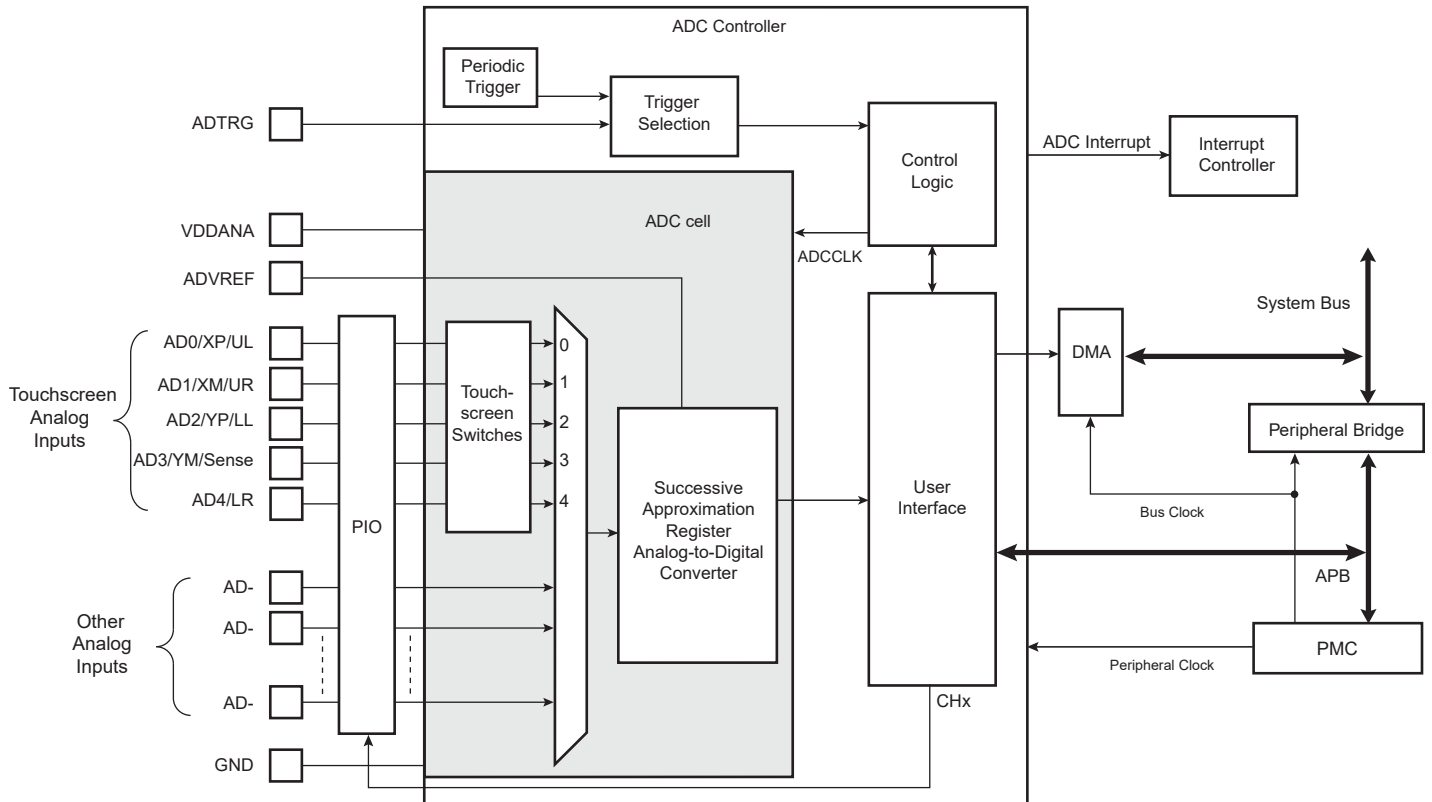 ADC Controller
Periodic
Trigger
Trigger
Selection
ADTRG
Control
Logic
ADC Interrupt
Interrupt
Controller
VDDANA
ADC cell
ADCCLK
ADVREF
System Bus
Touchscreen
Analog
Inputs
AD0/XP/UL
AD1/XM/UR
AD2/YP/LL
AD3/YM/Sense
AD4/LR
PIO
Touch-
screen
Switches
0
1
2
3
4
Successive
Approximation
Register
Analog-to-Digital
Converter
User
Interface
DMA
Peripheral Bridge
Bus Clock
APB
Other
Analog
Inputs
AD-
AD-
AD-
Peripheral Clock
PMC
CHx
GND